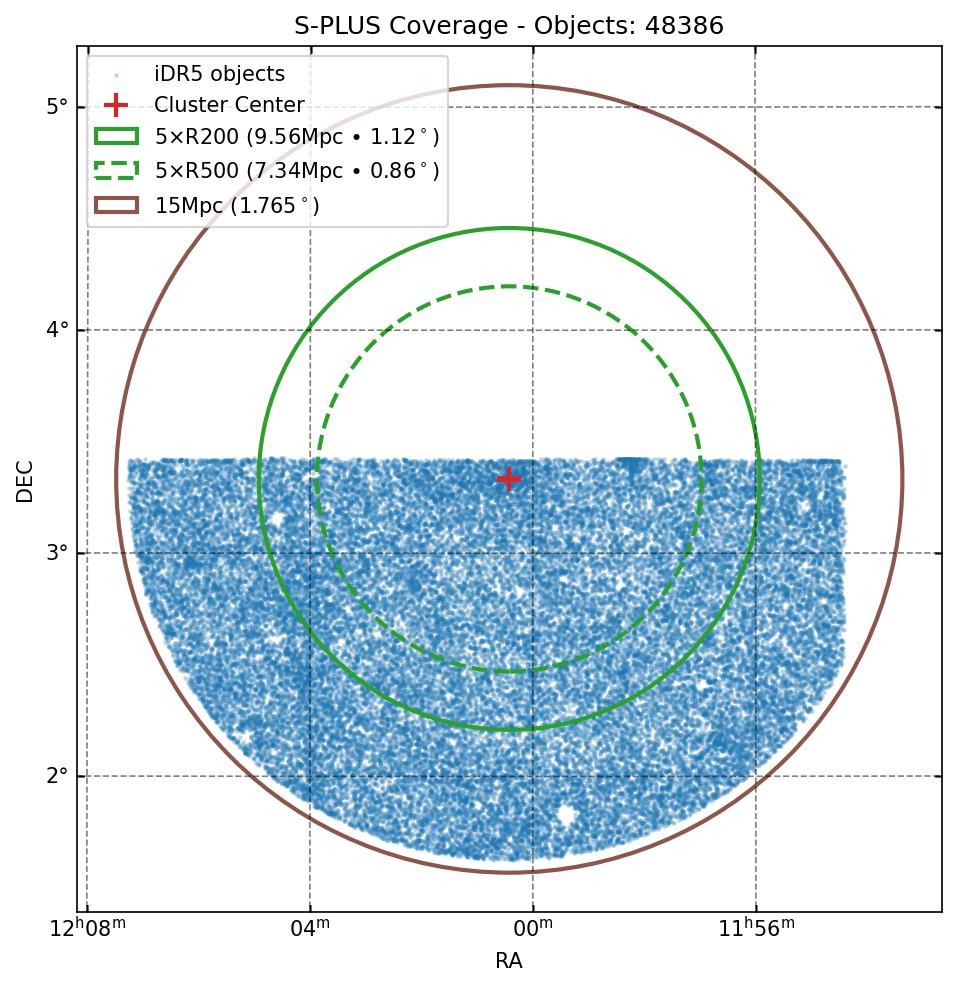 S-PLUS Coverage - Objects: 48386
iDR5 objects
Cluster Center
5×R200 (9.56Mpc • 1.12°)
5×R500 (7.34Mpc • 0.86°)
15Mpc (1.765°)
5°
4°
3°
2°
DEC
12ʰ08ᵐ 04ᵐ 00ᵐ 11ʰ56ᵐ
RA